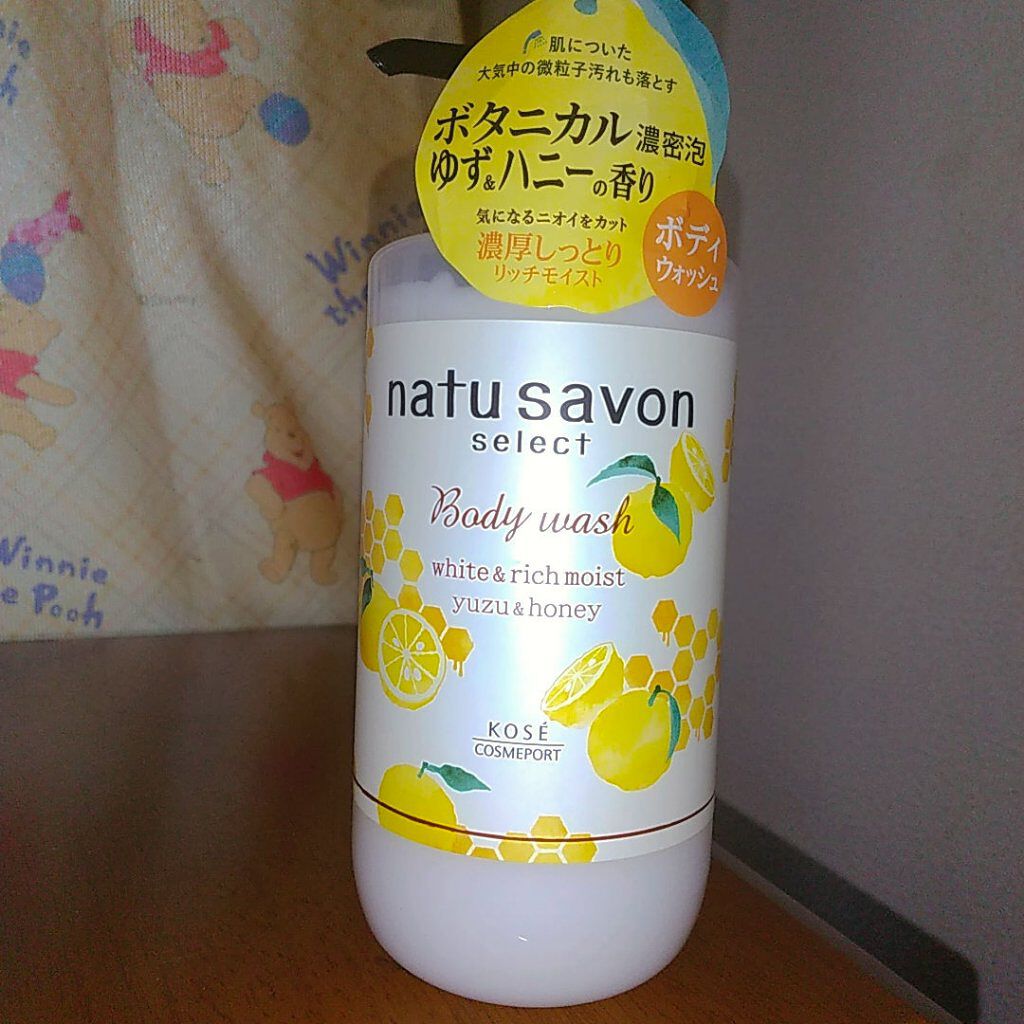 肌についた
大気中の微粒子汚れも落とす
ボタニカル 濃密泡
ゆず&ハニーの香り
気になるニオイをカット
濃厚しっとり
リッチモイスト
ボディ
ウォッシュ
natu savon
select
Body wash
white & rich moist
yuzu & honey
KOSÉ
COSMEPORT
Winnie
the
Disney
Winnie
e Pooh
nie
Pooh